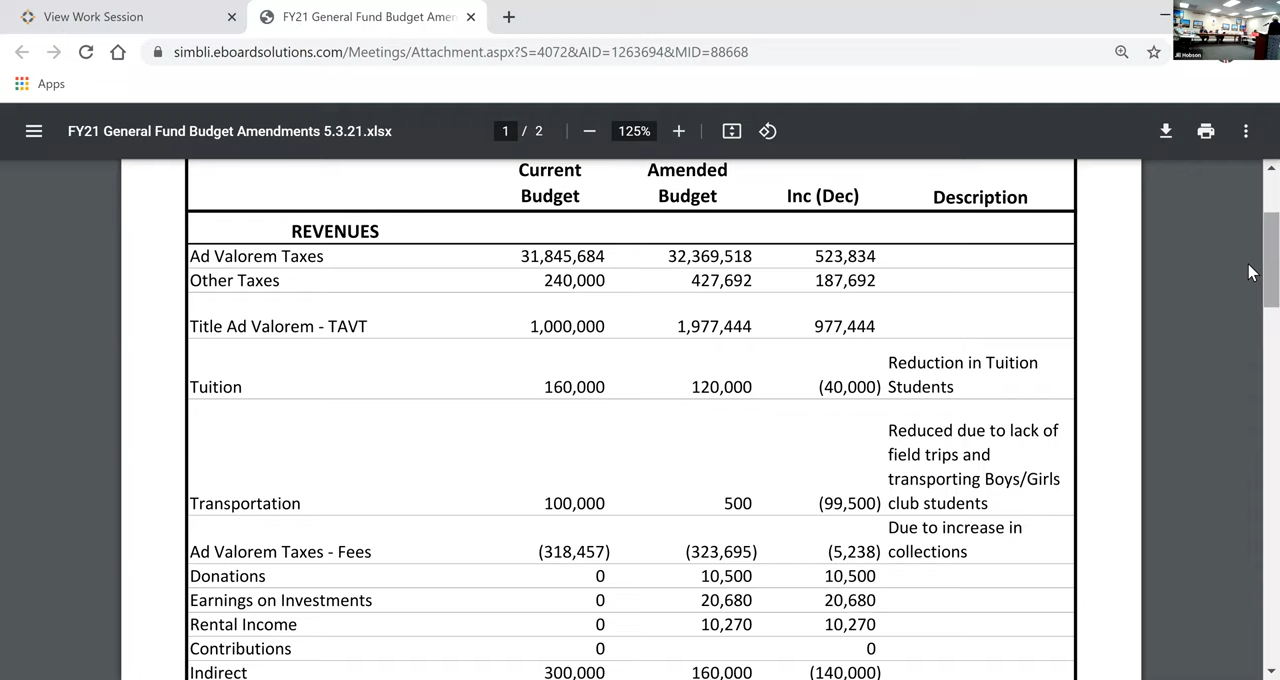 View Work Session
FY21 General Fund Budget Amen
simbli.eboardsolutions.com/Meetings/Attachment.aspx?S=4072&AID=1263694&MID=88668
Jill Hobson
Apps
FY21 General Fund Budget Amendments 5.3.21.xlsx
1 / 2
125%
Current Amended
Budget Budget Inc (Dec) Description
REVENUES
Ad Valorem Taxes 31,845,684 32,369,518 523,834
Other Taxes 240,000 427,692 187,692
Title Ad Valorem - TAVT 1,000,000 1,977,444 977,444
Reduction in Tuition
Tuition 160,000 120,000 (40,000) Students
Reduced due to lack of
field trips and
transporting Boys/Girls
Transportation 100,000 500 (99,500) club students
Due to increase in
Ad Valorem Taxes - Fees (318,457) (323,695) (5,238) collections
Donations 0 10,500 10,500
Earnings on Investments 0 20,680 20,680
Rental Income 0 10,270 10,270
Contributions 0 0
Indirect 300,000 160,000 (140,000)